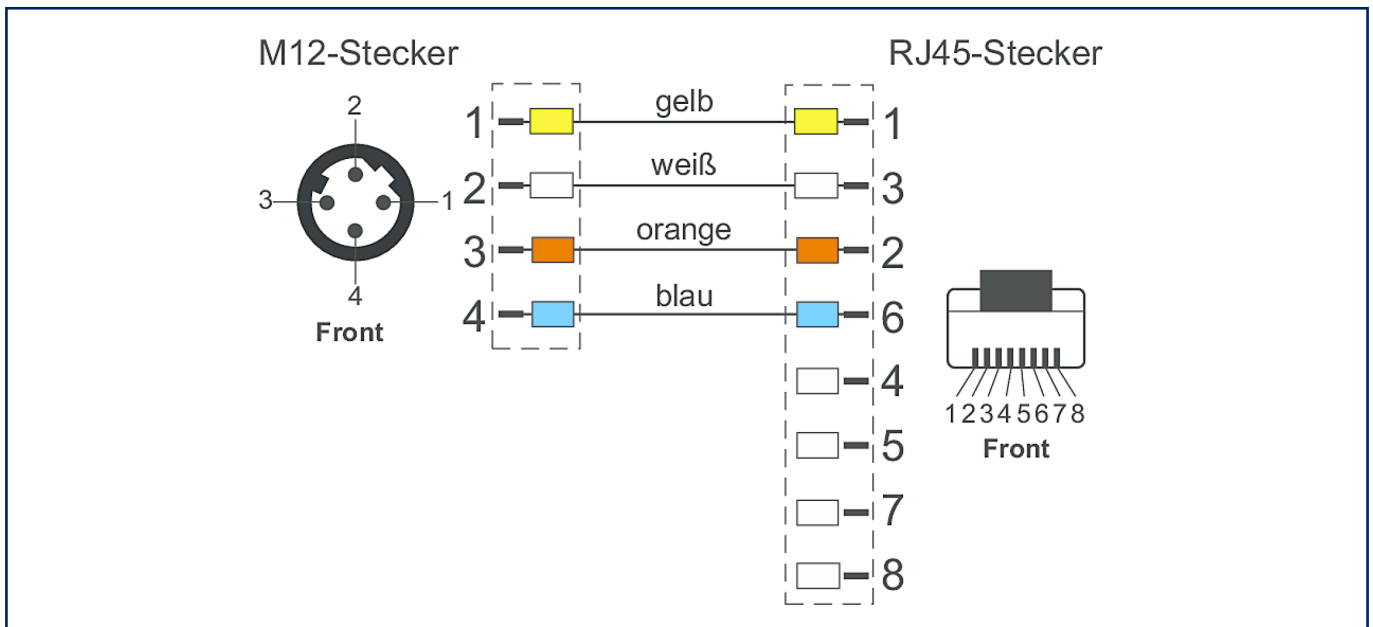 M12-Stecker
RJ45-Stecker
2
3
1
4
Front
1 gelb 1
2 weiß 3
3 orange 2
4 blau 6
4
5
7
8
12345678
Front